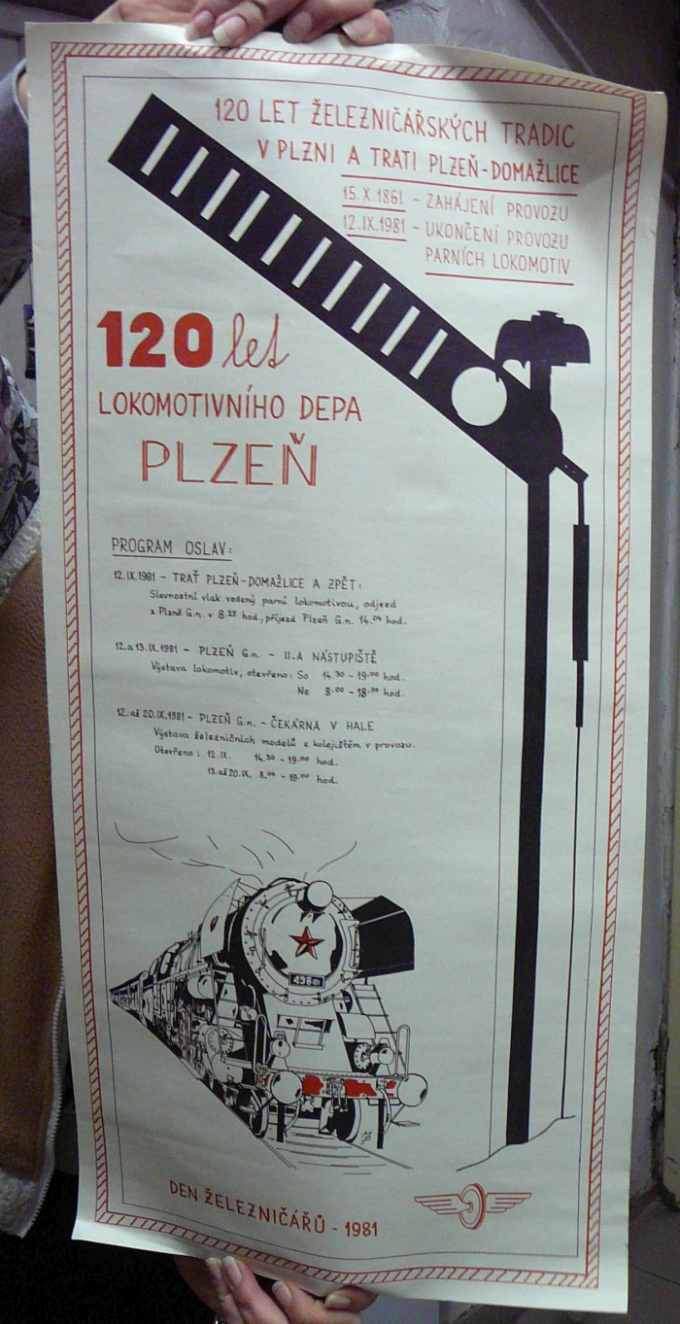 120 LET ŽELEZNIČÁŘSKÝCH TRADIC
V PLZNI A TRATI PLZEŇ-DOMAŽLICE
15.X.1861 - ZAHÁJENÍ PROVOZU
12.IX.1981 - UKONČENÍ PROVOZU
PARNÍCH LOKOMOTIV
120 let
LOKOMOTIVNÍHO DEPA
PLZEŇ
PROGRAM OSLAV:
12.IX.1981 - TRAŤ PLZEŇ-DOMAŽLICE A ZPĚT:
Slavnostní vlak vedený parní lokomotivou, odjezd
z Plzně G.n. v hod., příjezd Plzeň G.n. 14.04 hod.
12.a 13.IX.1981 - PLZEŇ G.n. - II.A NÁSTUPIŠTĚ
Výstava lokomotiv, otevřeno: So 14.30 - 19.00 hod.
Ne 8.00 - 18.00 hod.
12. až 20.IX.1981 - PLZEŇ G.n. - ČEKÁRNA V HALE
Výstava železničních modelů s kolejištěm v provozu.
Otevřeno: 12.IX. 14.30 - 19.00 hod.
13.až 20.IX. 8.00 - hod.
DEN ŽELEZNIČÁŘŮ - 1981